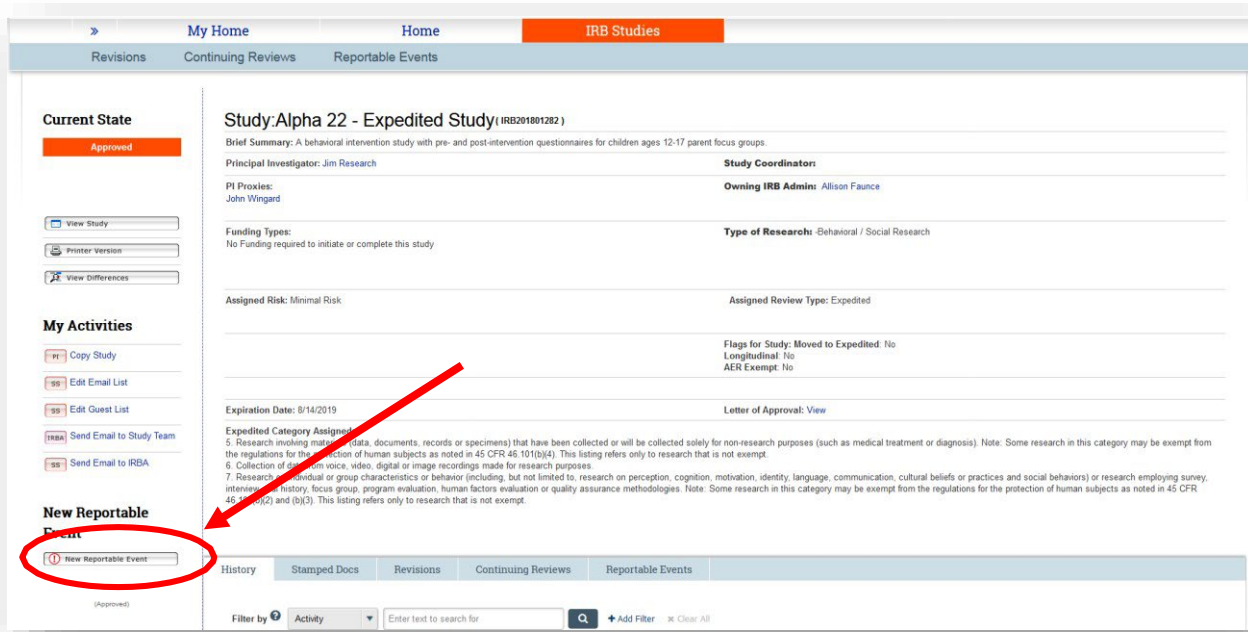 » My Home Home IRB Studies
Revisions Continuing Reviews Reportable Events
Current State
Approved
View Study
Printer Version
View Differences
My Activities
PI Copy Study
SS Edit Email List
SS Edit Guest List
IRBA Send Email to Study Team
SS Send Email to IRBA
New Reportable
Event
New Reportable Event
(Approved)
Study:Alpha 22 - Expedited Study( IRB201801282 )
Brief Summary: A behavioral intervention study with pre- and post-intervention questionnaires for children ages 12-17 parent focus groups.
Principal Investigator: Jim Research
Study Coordinator:
PI Proxies:
John Wingard
Owning IRB Admin: Allison Faunce
Funding Types:
No Funding required to initiate or complete this study
Type of Research: -Behavioral / Social Research
Assigned Risk: Minimal Risk
Assigned Review Type: Expedited
Flags for Study: Moved to Expedited: No
Longitudinal: No
AER Exempt: No
Expiration Date: 8/14/2019
Letter of Approval: View
Expedited Category Assigned
5. Research involving (data, documents, records or specimens) that have been collected or will be collected solely for non-research purposes (such as medical treatment or diagnosis). Note: Some research in this category may be exempt from
the regulations for the of human subjects as noted in 45 CFR 46.101(b)(4). This listing refers only to research that is not exempt.
6. Collection of from voice, video, digital or image recordings made for research purposes.
7. Research or group characteristics or behavior (including, but not limited to, research on perception, cognition, motivation, identity, language, communication, cultural beliefs or practices and social behaviors) or research employing survey,
interview, history, focus group, program evaluation, human factors evaluation or quality assurance methodologies. Note: Some research in this category may be exempt from the regulations for the protection of human subjects as noted in 45 CFR
and (b)(3). This listing refers only to research that is not exempt.
History Stamped Docs Revisions Continuing Reviews Reportable Events
Filter by Activity Enter text to search for + Add Filter × Clear All